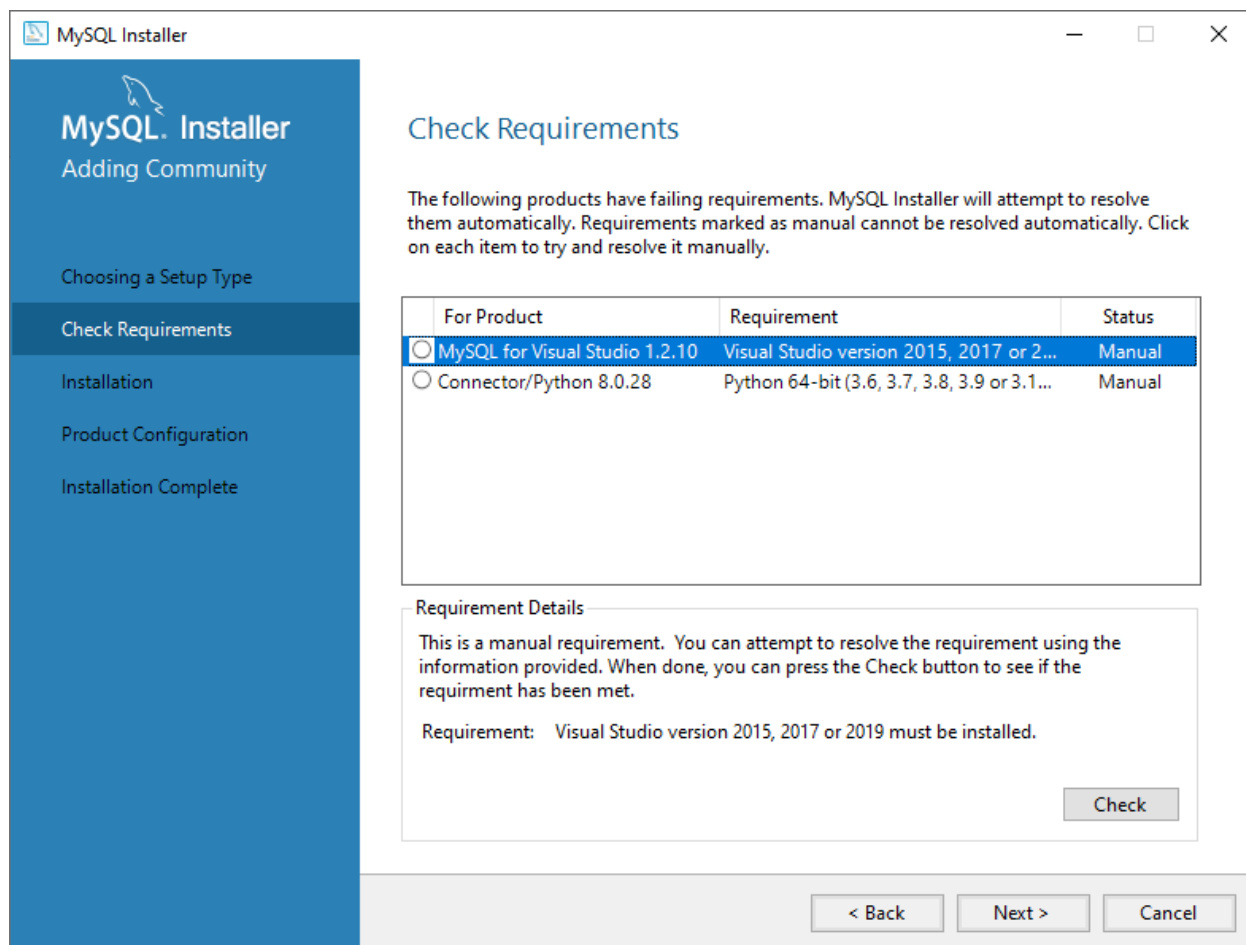 MySQL Installer
MySQL. Installer
Adding Community
Choosing a Setup Type
Check Requirements
Installation
Product Configuration
Installation Complete
Check Requirements
The following products have failing requirements. MySQL Installer will attempt to resolve
them automatically. Requirements marked as manual cannot be resolved automatically. Click
on each item to try and resolve it manually.
For Product Requirement Status
MySQL for Visual Studio 1.2.10 Visual Studio version 2015, 2017 or 2... Manual
Connector/Python 8.0.28 Python 64-bit (3.6, 3.7, 3.8, 3.9 or 3.1... Manual
Requirement Details
This is a manual requirement. You can attempt to resolve the requirement using the
information provided. When done, you can press the Check button to see if the
requirment has been met.
Requirement: Visual Studio version 2015, 2017 or 2019 must be installed.
Check
< Back Next > Cancel